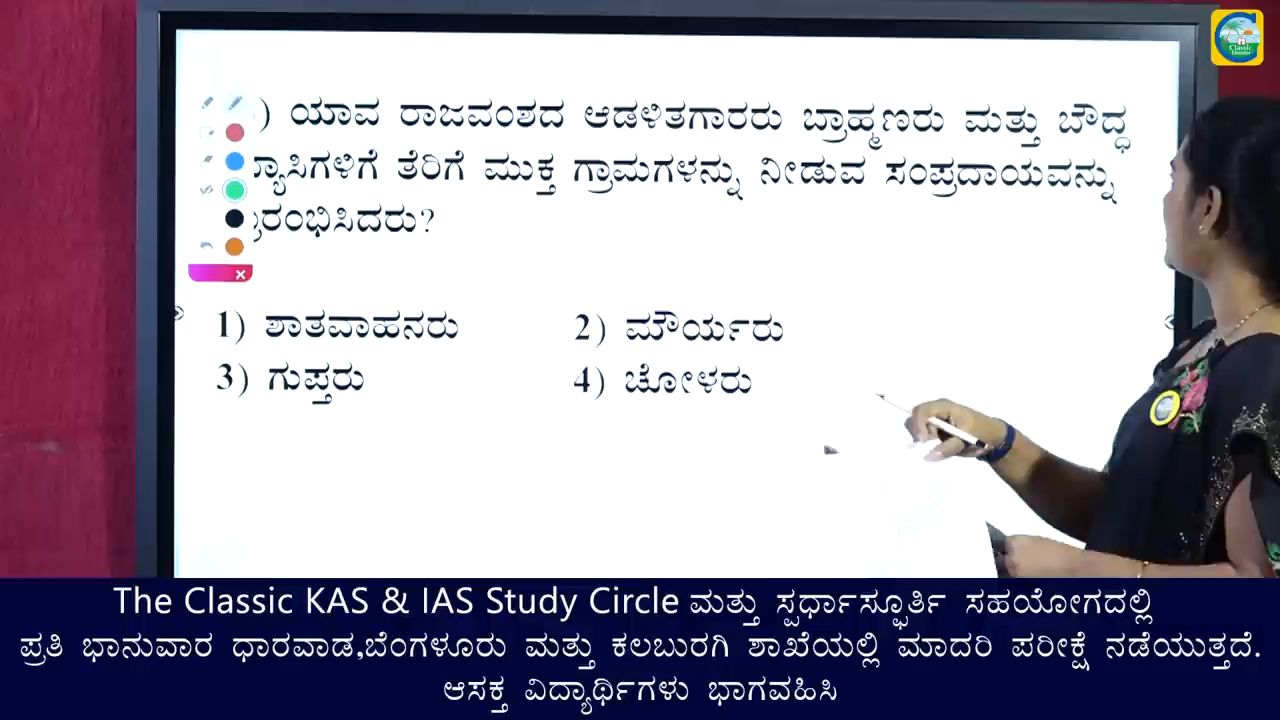 ) ಯಾವ ರಾಜವಂಶದ ಆಡಳಿತಗಾರರು ಬ್ರಾಹ್ಮಣರು ಮತ್ತು ಬೌದ್ಧ
ತೆರಿಗೆ ಮುಕ್ತ ಗ್ರಾಮಗಳನ್ನು ನೀಡುವ ಸಂಪ್ರದಾಯವನ್ನು
1) ಶಾತವಾಹನರು 2) ಮೌರ್ಯರು
3) ಗುಪ್ತರು 4) ಚೋಳರು
Classic
The Classic KAS & IAS Study Circle ಮತ್ತು ಸ್ಪರ್ಧಾಸ್ಫೂರ್ತಿ ಸಹಯೋಗದಲ್ಲಿ
ಪ್ರತಿ ಭಾನುವಾರ ಧಾರವಾಡ,ಬೆಂಗಳೂರು ಮತ್ತು ಕಲಬುರಗಿ ಶಾಖೆಯಲ್ಲಿ ಮಾದರಿ ಪರೀಕ್ಷೆ ನಡೆಯುತ್ತದೆ.
ಆಸಕ್ತ ವಿದ್ಯಾರ್ಥಿಗಳು ಭಾಗವಹಿಸಿ